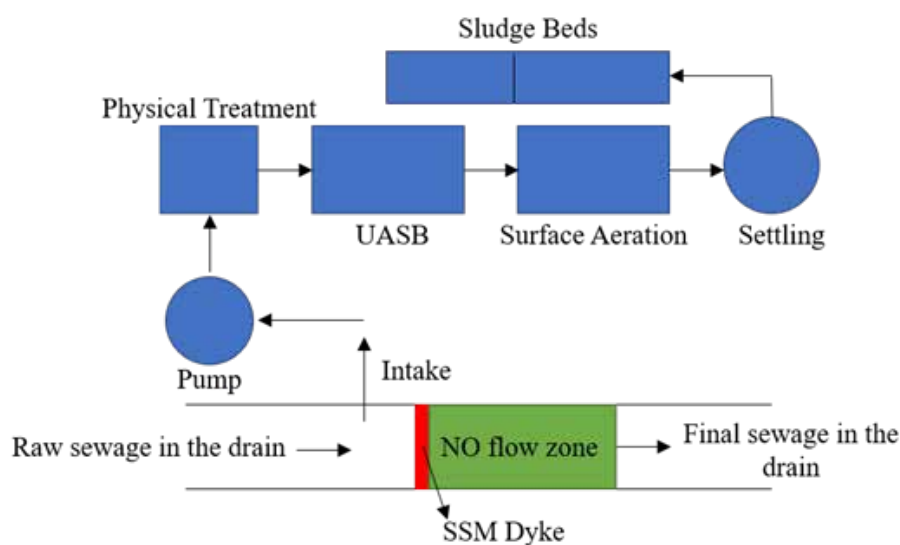 Sludge Beds
Physical Treatment
UASB
Surface Aeration
Settling
Pump
Intake
Raw sewage in the drain
NO flow zone
Final sewage in the
drain
SSM Dyke